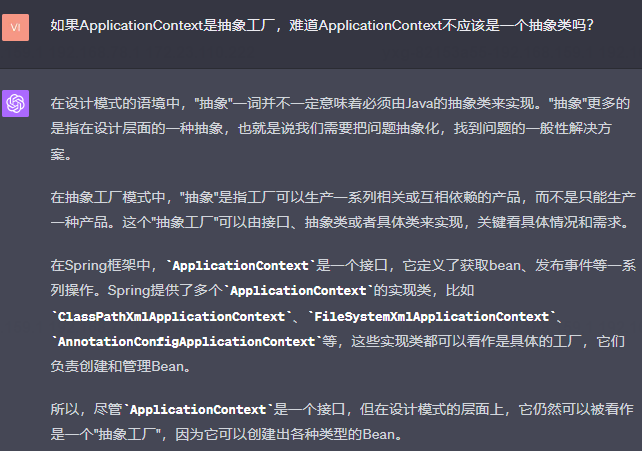 VI
如果ApplicationContext是抽象工厂，难道ApplicationContext不应该是一个抽象类吗？
在设计模式的语境中，"抽象"一词并不一定意味着必须由Java的抽象类来实现。"抽象"更多的
是指在设计层面的一种抽象，也就是说我们需要把问题抽象化，找到问题的一般性解决方
案。
在抽象工厂模式中，"抽象"是指工厂可以生产一系列相关或互相依赖的产品，而不是只能生产
一种产品。这个"抽象工厂"可以由接口、抽象类或者具体类来实现，关键看具体情况和需求。
在Spring框架中，`ApplicationContext`是一个接口，它定义了获取bean、发布事件等一系
列操作。Spring提供了多个`ApplicationContext`的实现类，比如
`ClassPathXmlApplicationContext`、`FileSystemXmlApplicationContext`、
`AnnotationConfigApplicationContext`等，这些实现类都可以看作是具体的工厂，它们
负责创建和管理Bean。
所以，尽管`ApplicationContext`是一个接口，但在设计模式的层面上，它仍然可以被看作
是一个"抽象工厂"，因为它可以创建出各种类型的Bean。